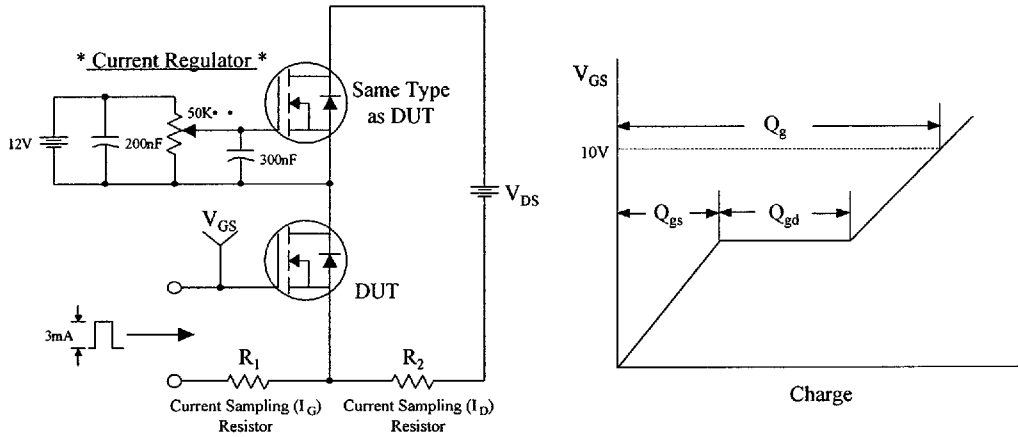 * Current Regulator *
12V
200nF
50K
300nF
Same Type
as DUT
V_DS
V_GS
DUT
3mA
R_1
R_2
Current Sampling (I_G)
Resistor
Current Sampling (I_D)
Resistor
V_GS
Q_g
10V
Q_gs
Q_gd
Charge